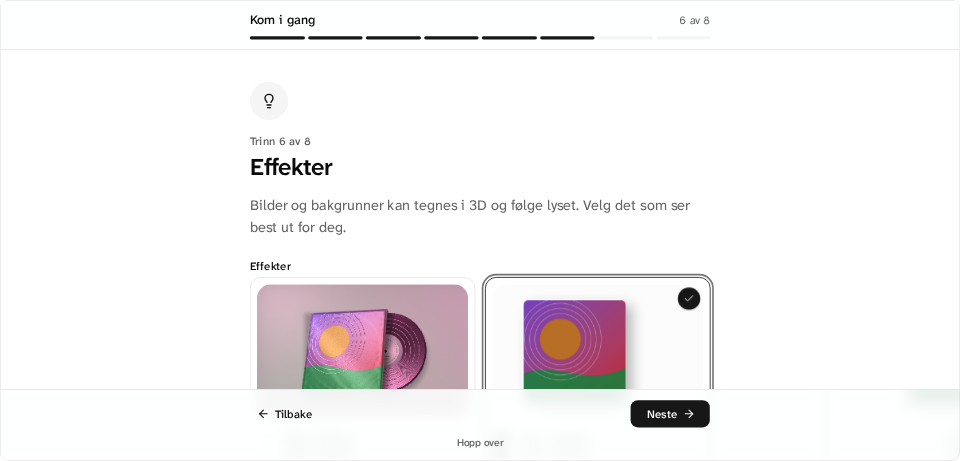 Kom i gang
6 av 8
Trinn 6 av 8
Effekter
Bilder og bakgrunner kan tegnes i 3D og følge lyset. Velg det som ser
best ut for deg.
Effekter
Tilbake
Neste
Hopp over